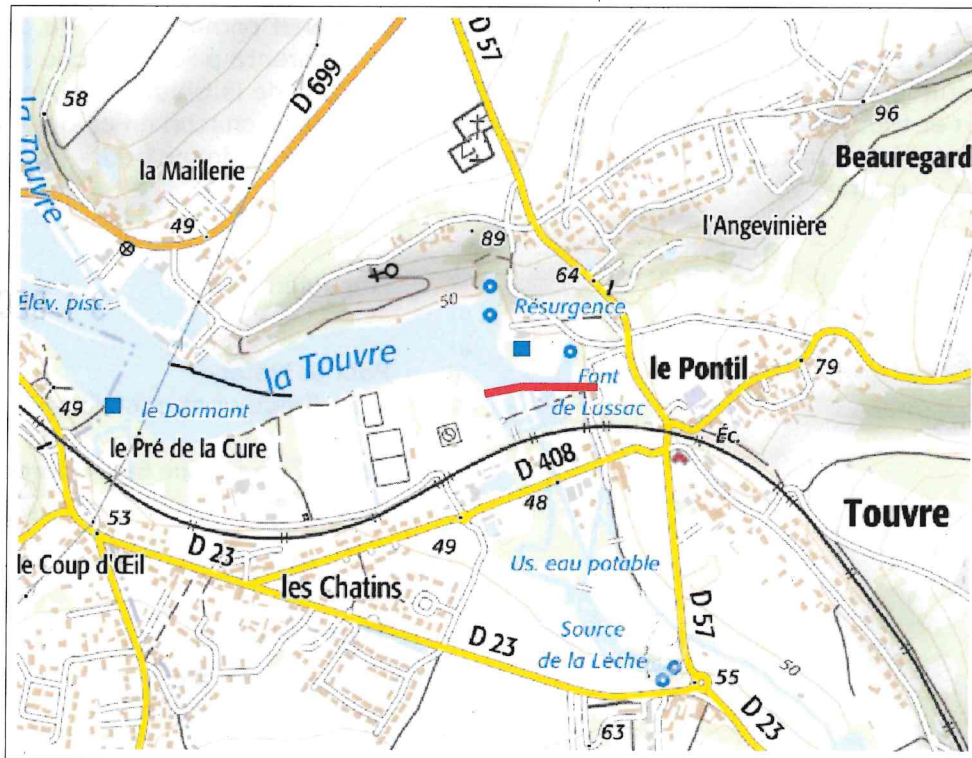 D 57
58
D 699
96
la Touvre
la Maillerie
Beauregard
49
89
l'Angevinière
64
Élev. pisc.
50
Résurgence
la Touvre
le Pontil
79
Font
de Lussac
49
le Dormant
le Pré de la Cure
Éc.
D 408
48
Touvre
53
D 23
49
le Coup d'Œil
les Chatins
Us. eau potable
D 57
D 23
Source
de la Lèche
50
55
D 23
63